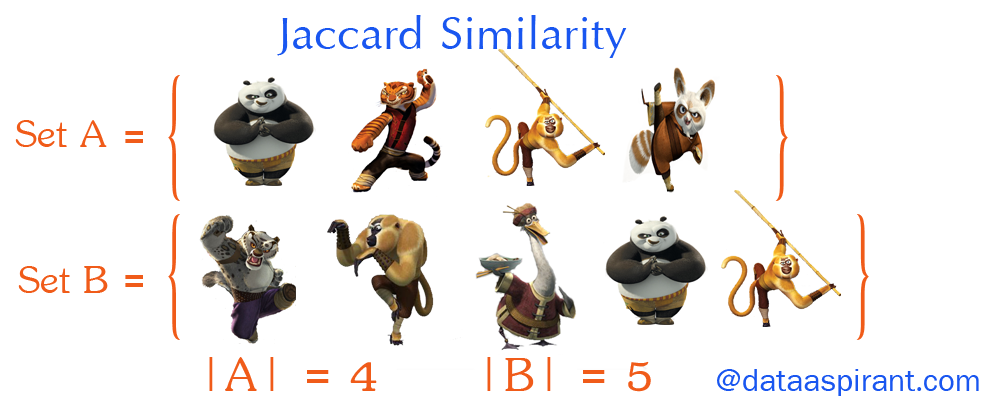 Jaccard Similarity
Set A = {                    }
Set B = {                    }
|A| = 4 |B| = 5
@dataaspirant.com